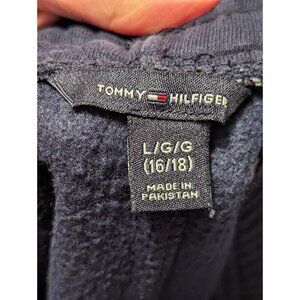 TOMMY HILFIGER
L/G/G
(16/18)
MADE IN
PAKISTAN